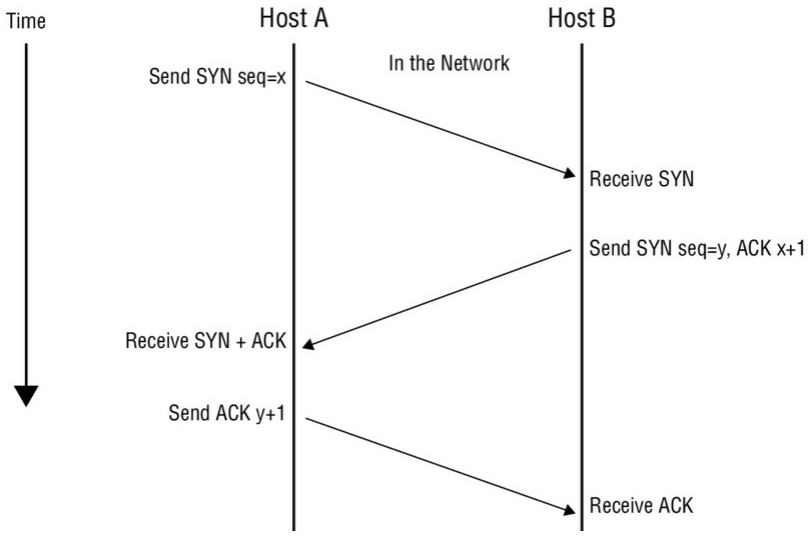 Time
Host A
Host B
In the Network
Send SYN seq=x
Receive SYN
Send SYN seq=y, ACK x+1
Receive SYN + ACK
Send ACK y+1
Receive ACK